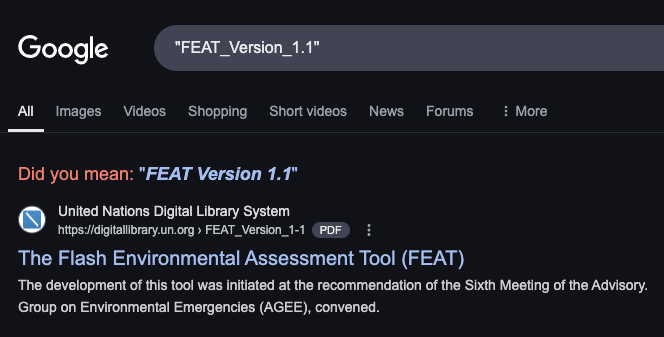 Google
"FEAT_Version_1.1"
All Images Videos Shopping Short videos News Forums More
Did you mean: "FEAT Version 1.1"
United Nations Digital Library System
https://digitallibrary.un.org › FEAT_Version_1-1 PDF
The Flash Environmental Assessment Tool (FEAT)
The development of this tool was initiated at the recommendation of the Sixth Meeting of the Advisory.
Group on Environmental Emergencies (AGEE), convened.